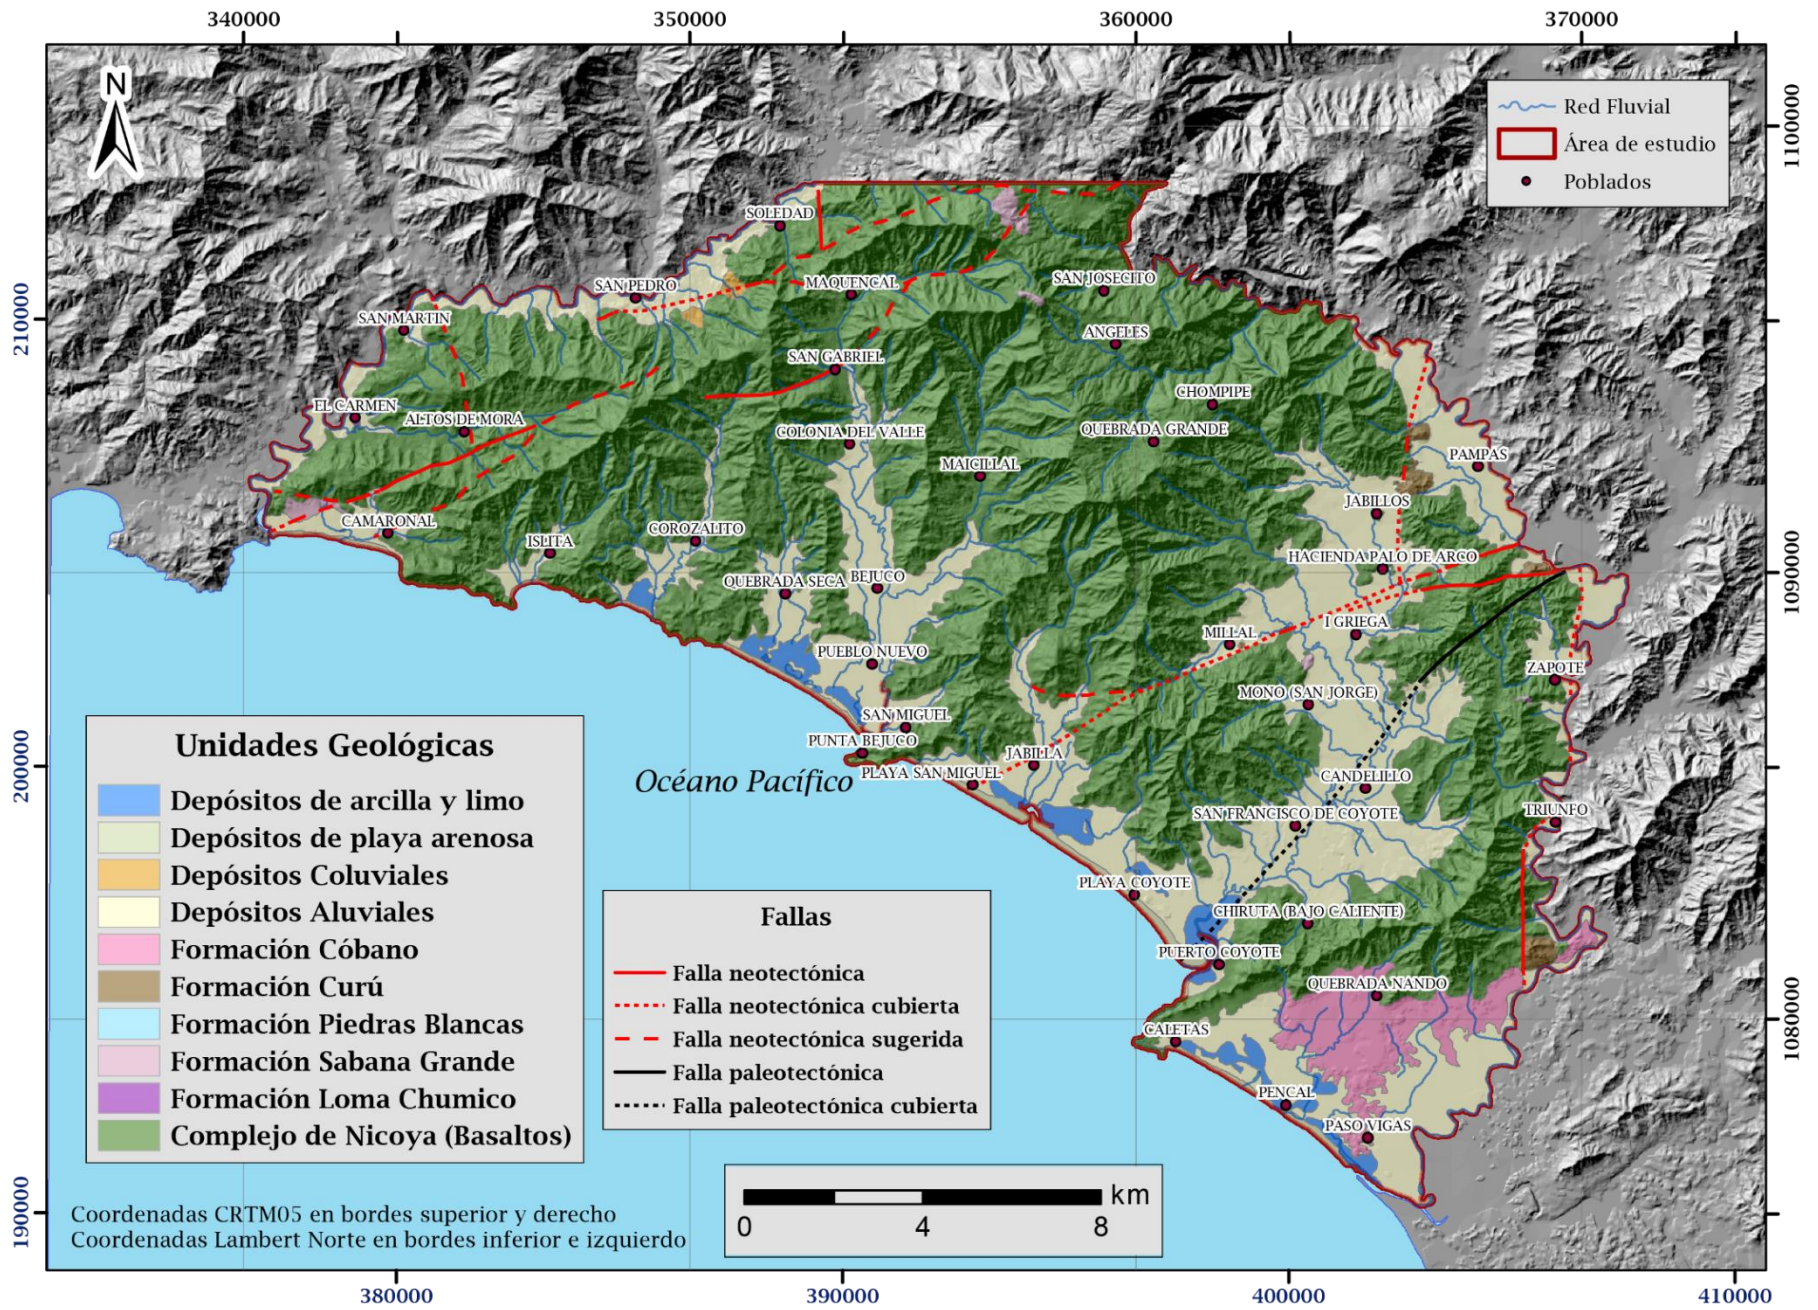 340000
350000
360000
370000
N
Red Fluvial
Área de estudio
Poblados
1100000
1090000
1080000
210000
200000
190000
SOLEDAD
SAN PEDRO
MAQUENCAL
SAN JOSECITO
SAN MARTIN
ANGELES
SAN GABRIEL
CHOMPIPE
EL CARMEN
ALTOS DE MORA
COLONIA DEL VALLE
QUEBRADA GRANDE
MAICILLAL
PAMPAS
JABILLOS
CAMARONAL
ISLITA
COROZALITO
HACIENDA PALO DE ARCO
QUEBRADA SECA
BEJUCO
I GRIEGA
MILLAL
PUEBLO NUEVO
ZAPOTE
MONO (SAN JORGE)
SAN MIGUEL
PUNTA BEJUCO
JABILLA
PLAYA SAN MIGUEL
CANDELILLO
Océano Pacífico
SAN FRANCISCO DE COYOTE
TRIUNFO
PLAYA COYOTE
CHIRUTA (BAJO CALIENTE)
PUERTO COYOTE
QUEBRADA NANDO
CALETAS
PENCAL
PASO VIGAS
Unidades Geológicas
Depósitos de arcilla y limo
Depósitos de playa arenosa
Depósitos Coluviales
Depósitos Aluviales
Formación Cóbano
Formación Curú
Formación Piedras Blancas
Formación Sabana Grande
Formación Loma Chumico
Complejo de Nicoya (Basaltos)
Fallas
Falla neotectónica
Falla neotectónica cubierta
Falla neotectónica sugerida
Falla paleotectónica
Falla paleotectónica cubierta
km
0 4 8
Coordenadas CRTM05 en bordes superior y derecho
Coordenadas Lambert Norte en bordes inferior e izquierdo
380000
390000
400000
410000